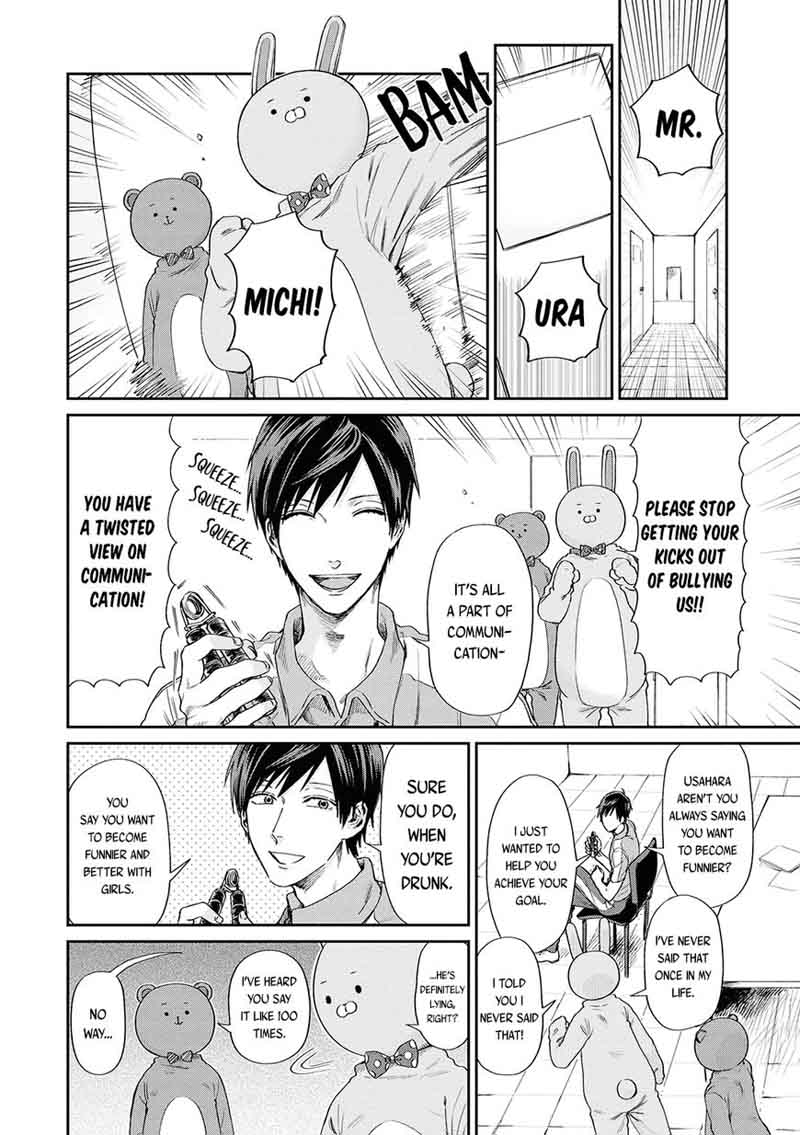 MR.
URA
BAM
MICHI!
PLEASE STOP
GETTING YOUR
KICKS OUT
OF BULLYING
US!!
IT'S ALL
A PART OF
COMMUNI-
CATION-
SQUEEZE...
SQUEEZE...
SQUEEZE...
YOU HAVE
A TWISTED
VIEW ON
COMMUNI-
CATION!
USAHARA
AREN'T YOU
ALWAYS SAYING
YOU WANT
TO BECOME
FUNNIER?
I JUST
WANTED TO
HELP YOU
ACHIEVE YOUR
GOAL.
I'VE NEVER
SAID THAT
ONCE IN MY
LIFE.
I TOLD
YOU I
NEVER SAID
THAT!
SURE
YOU DO,
WHEN
YOU'RE
DRUNK.
YOU
SAY YOU WANT
TO BECOME
FUNNIER AND
BETTER WITH
GIRLS.
...HE'S
DEFINITELY
LYING,
RIGHT?
I'VE HEARD
YOU SAY
IT LIKE 100
TIMES.
NO
WAY...